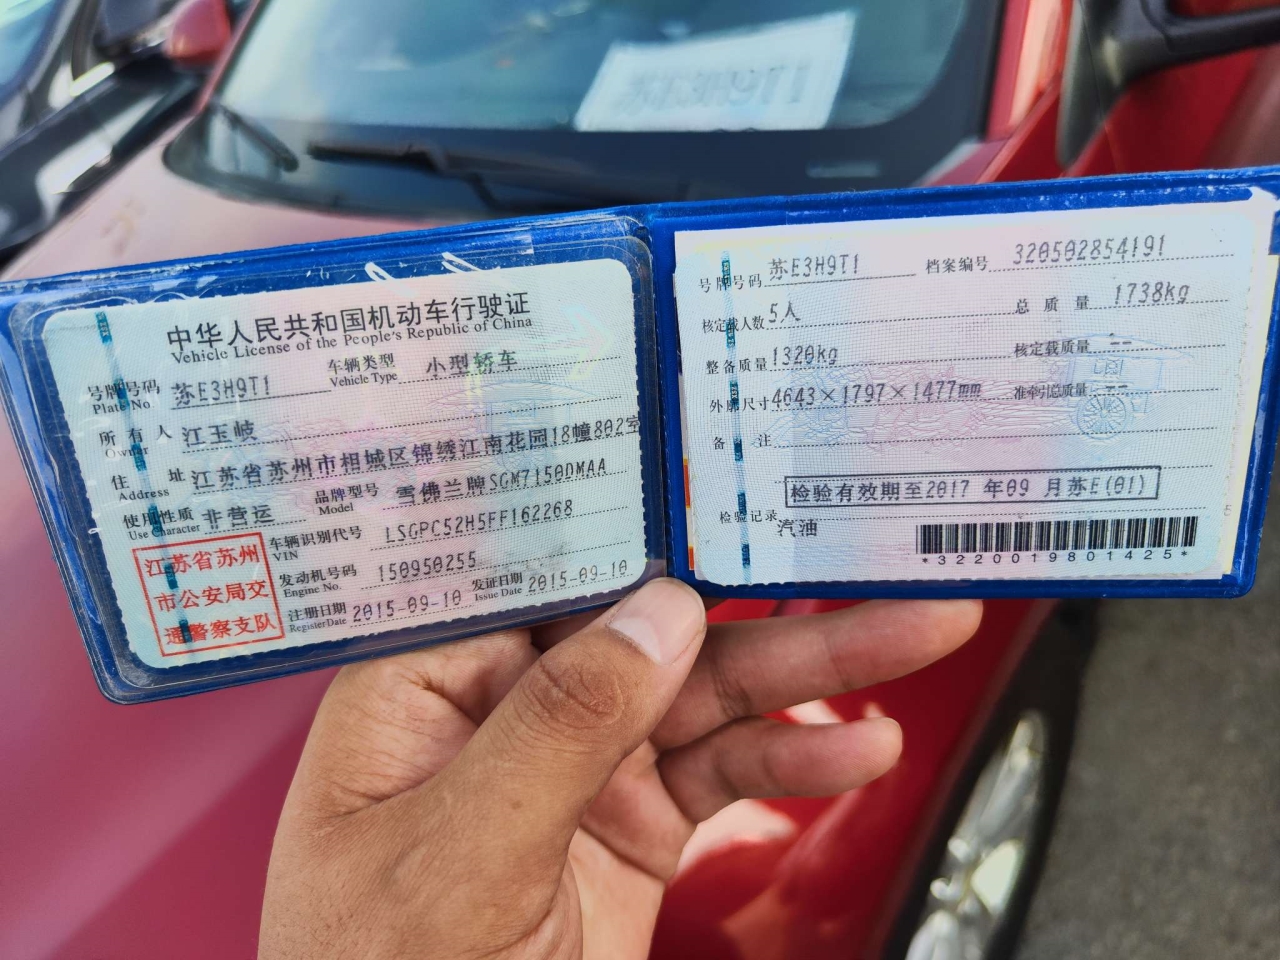 苏E3H9T1
中华人民共和国机动车行驶证
Vehicle License of the People's Republic of China
号牌号码 苏E3H9T1 车辆类型 小型轿车
Plate No. Vehicle Type
所有人 江玉岐
Owner
住址 江苏省苏州市相城区锦绣江南花园18幢802室
Address
使用性质 非营运 品牌型号 雪佛兰牌SGM7150DMAA
Use Character Model
江苏省苏州
市公安局交
通警察支队
车辆识别代号 LSGPC52H5FF162268
VIN
发动机号码 150950255
Engine No.
注册日期 2015-09-10 发证日期 2015-09-10
Register Date Issue Date
号牌号码 苏E3H9T1 档案编号 320502854191
核定载人数 5人 总质量 1738kg
整备质量 1320kg 核定载质量 --
外廓尺寸 4643×1797×1477mm 准牵引总质量 --
备注
检验有效期至2017 年09 月苏E(01)
检验记录 汽油
*3220019801425*